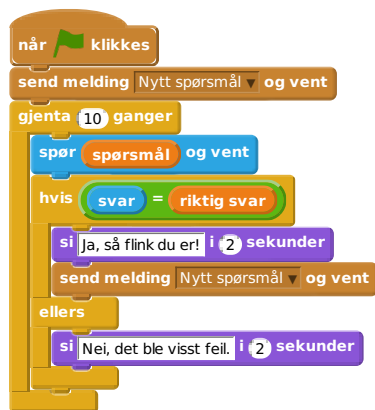 når klikkes
send melding Nytt spørsmål og vent
gjenta 10 ganger
spør spørsmål og vent
hvis svar = riktig svar
si Ja, så flink du er! i 2 sekunder
send melding Nytt spørsmål og vent
ellers
si Nei, det ble visst feil. i 2 sekunder